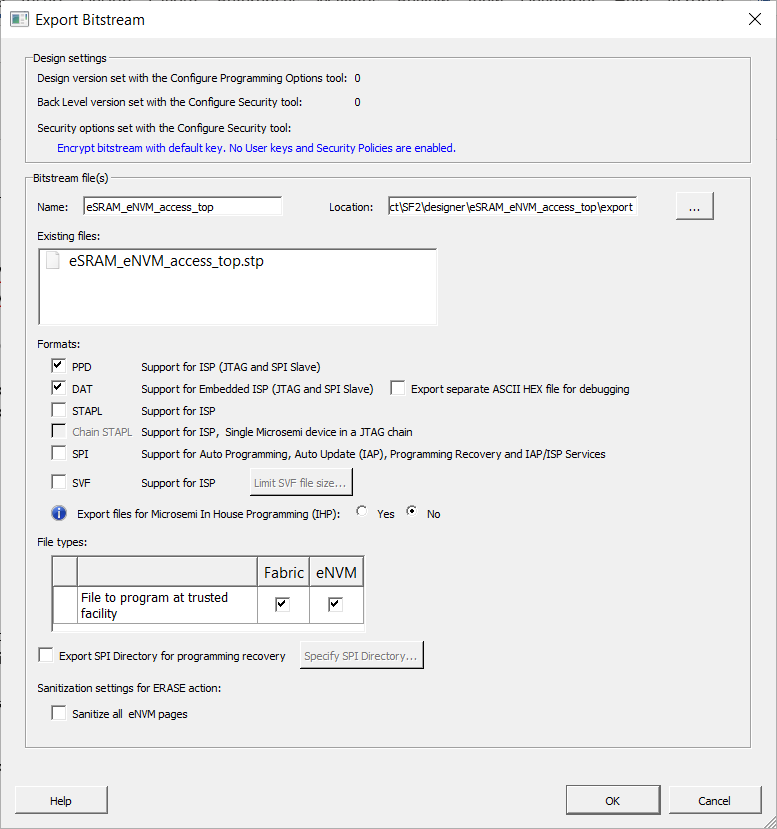 Export Bitstream
Design settings
Design version set with the Configure Programming Options tool: 0
Back Level version set with the Configure Security tool: 0
Security options set with the Configure Security tool:
Encrypt bitstream with default key. No User keys and Security Policies are enabled.
Bitstream file(s)
Name: eSRAM_eNVM_access_top Location: ct\SF2\designer\eSRAM_eNVM_access_top\export ...
Existing files:
eSRAM_eNVM_access_top.stp
Formats:
PPD Support for ISP (JTAG and SPI Slave)
DAT Support for Embedded ISP (JTAG and SPI Slave) Export separate ASCII HEX file for debugging
STAPL Support for ISP
Chain STAPL Support for ISP, Single Microsemi device in a JTAG chain
SPI Support for Auto Programming, Auto Update (IAP), Programming Recovery and IAP/ISP Services
SVF Support for ISP Limit SVF file size...
Export files for Microsemi In House Programming (IHP): Yes No
File types:
Fabric eNVM
File to program at trusted
facility
Export SPI Directory for programming recovery Specify SPI Directory...
Sanitization settings for ERASE action:
Sanitize all eNVM pages
Help OK Cancel